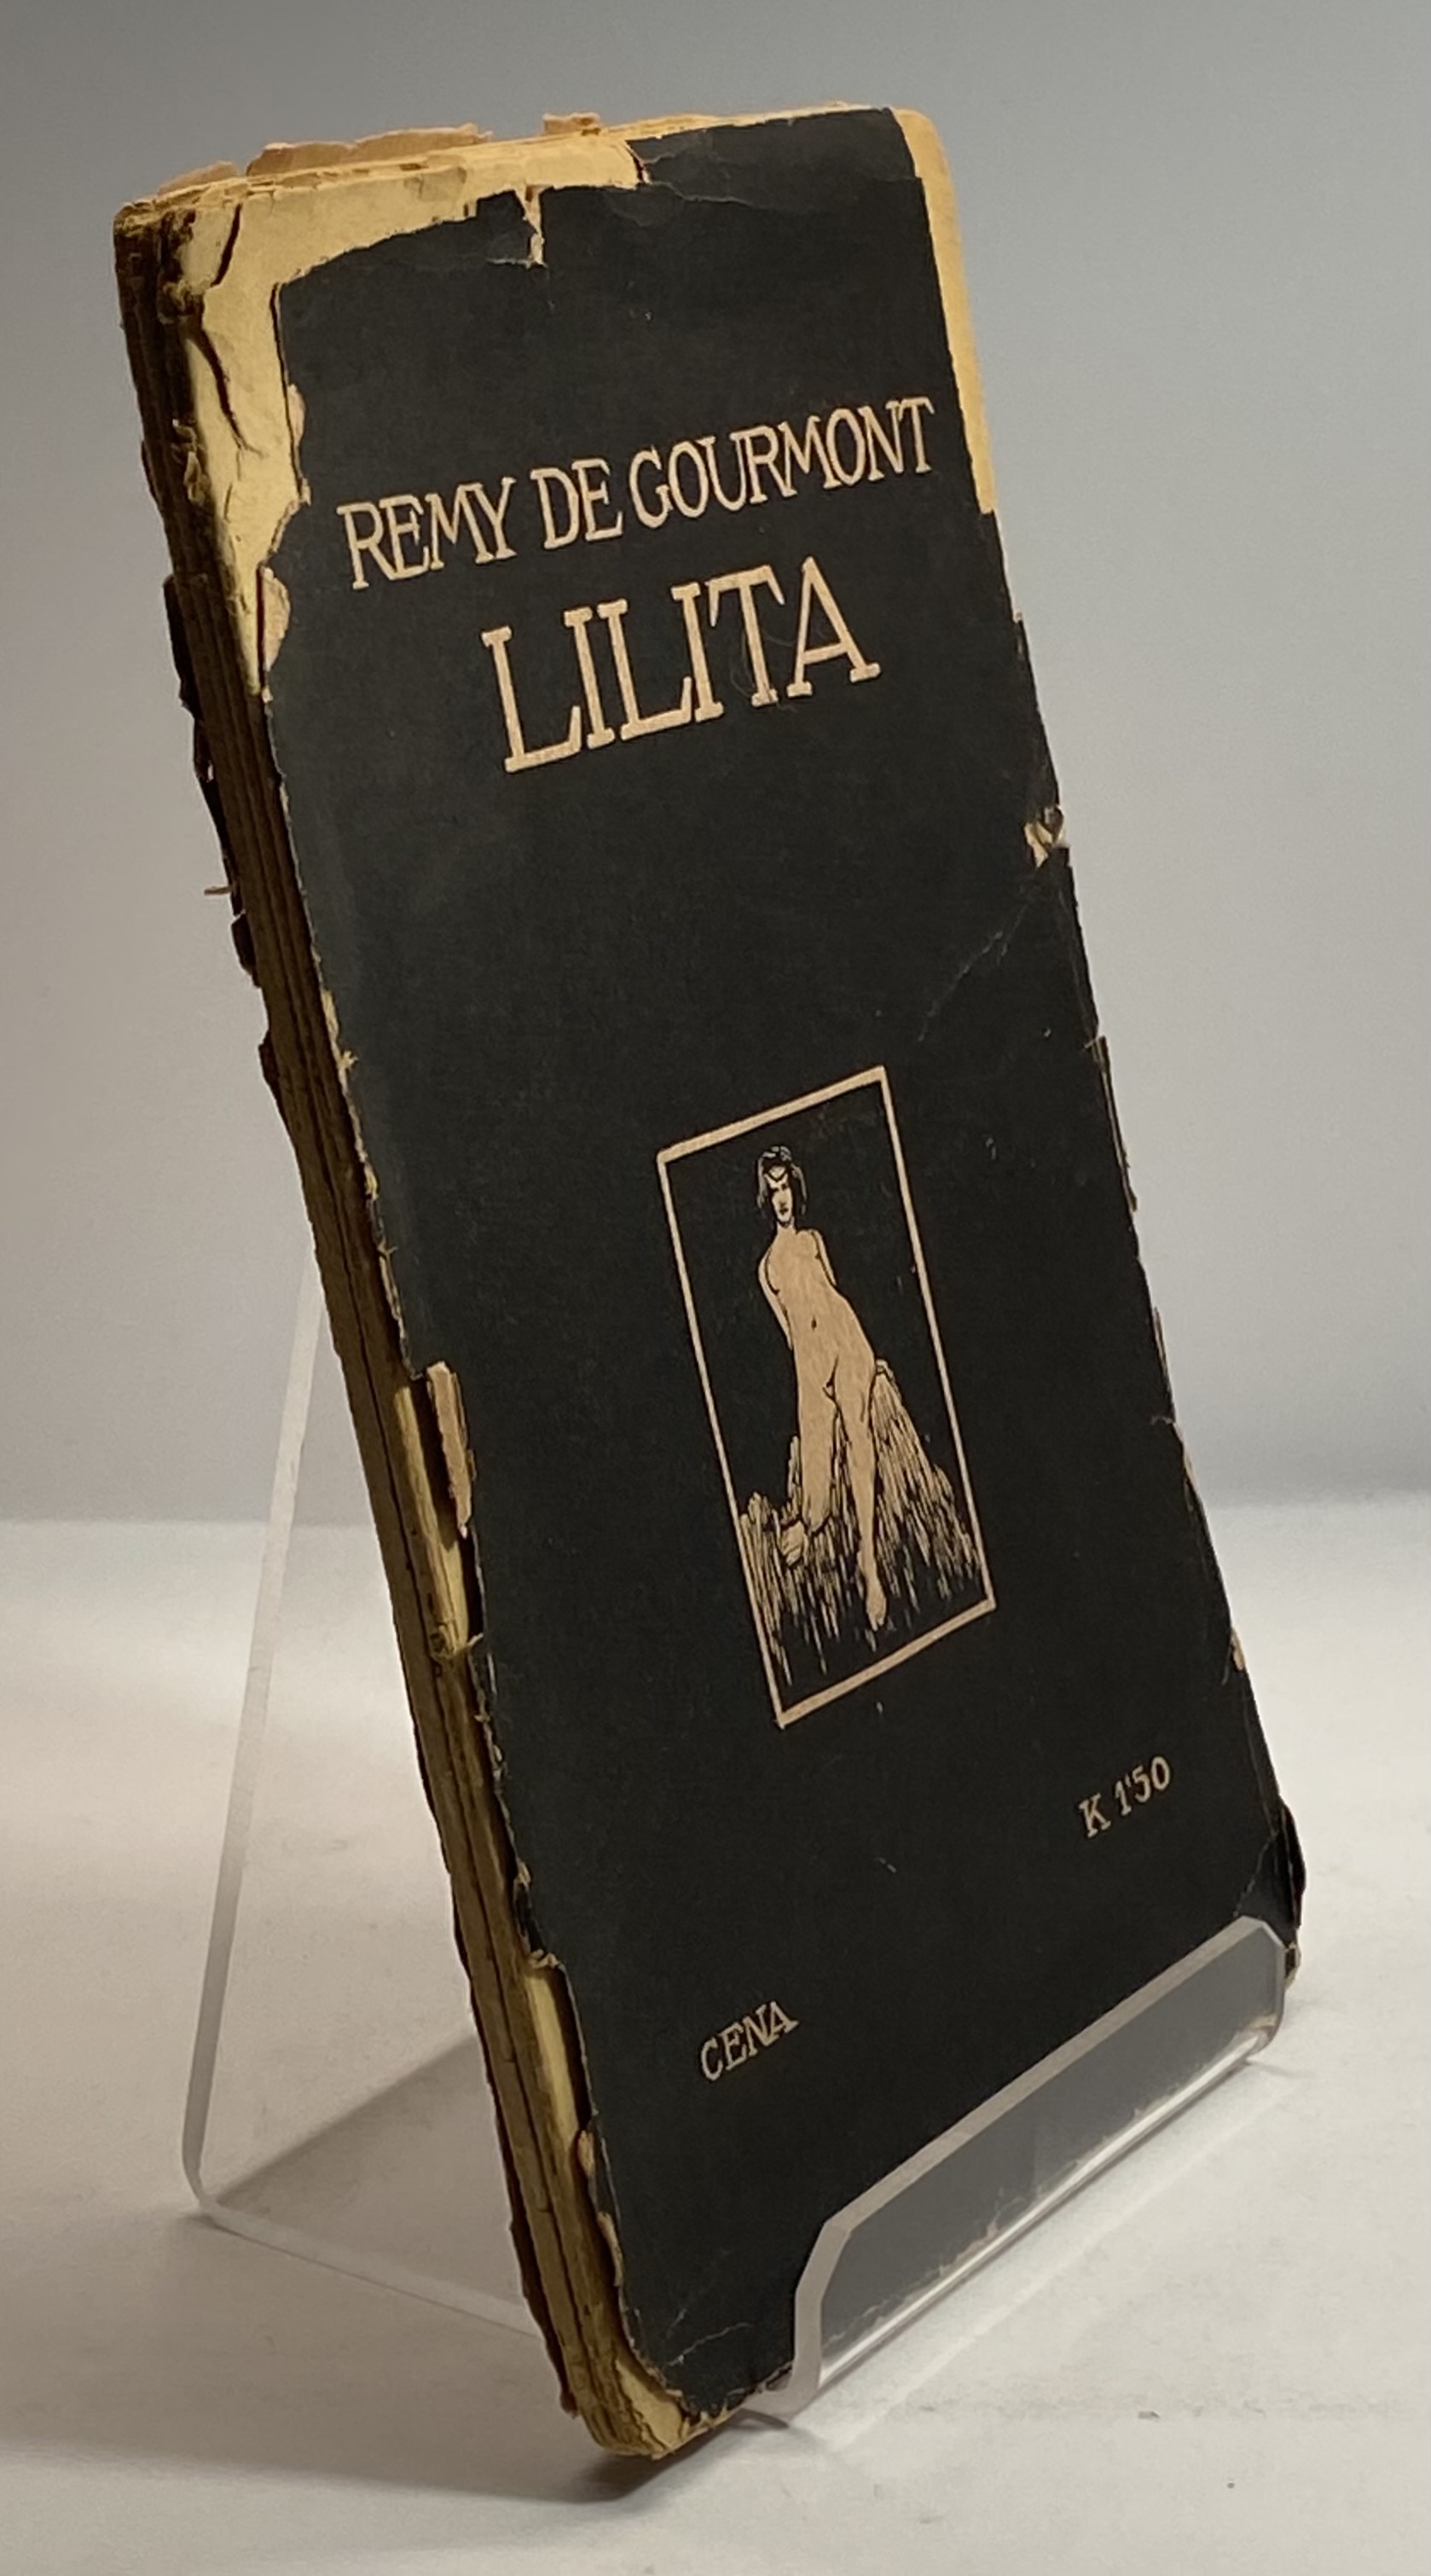 REMY DE GOURMONT
LILITA
K 1'50
CENA